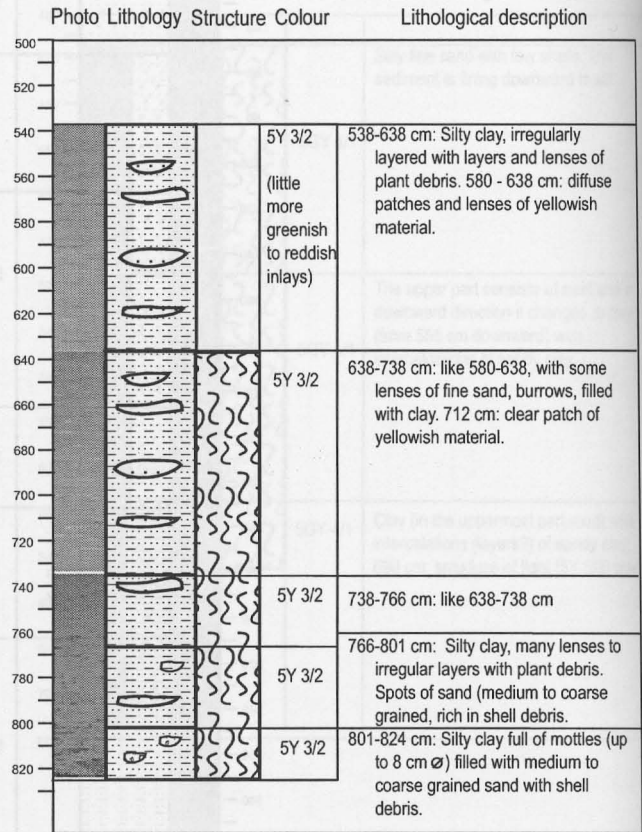 Photo Lithology Structure Colour Lithological description
500
520
540
560
580
600
620
640
660
680
700
720
740
760
780
800
820
5Y 3/2
(little
more
greenish
to reddish
inlays)
538-638 cm: Silty clay, irregularly
layered with layers and lenses of
plant debris. 580 - 638 cm: diffuse
patches and lenses of yellowish
material.
5Y 3/2
638-738 cm: like 580-638, with some
lenses of fine sand, burrows, filled
with clay. 712 cm: clear patch of
yellowish material.
5Y 3/2
738-766 cm: like 638-738 cm
5Y 3/2
766-801 cm: Silty clay, many lenses to
irregular layers with plant debris.
Spots of sand (medium to coarse
grained, rich in shell debris.
5Y 3/2
801-824 cm: Silty clay full of mottles (up
to 8 cm ø) filled with medium to
coarse grained sand with shell
debris.